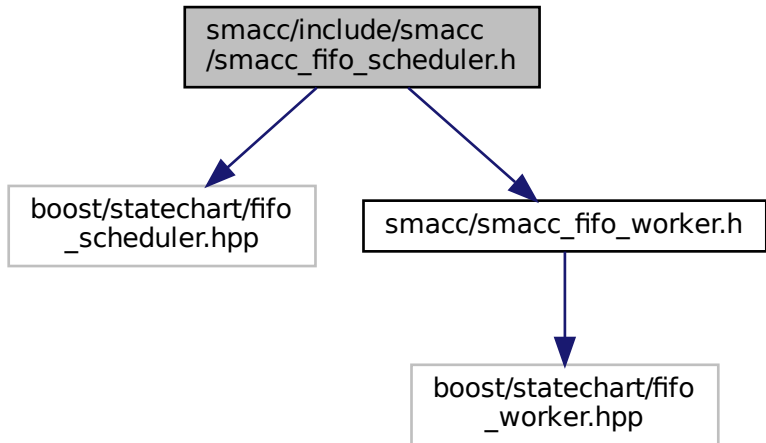 smacc/include/smacc
/smacc_fifo_scheduler.h
boost/statechart/fifo
_scheduler.hpp
smacc/smacc_fifo_worker.h
boost/statechart/fifo
_worker.hpp